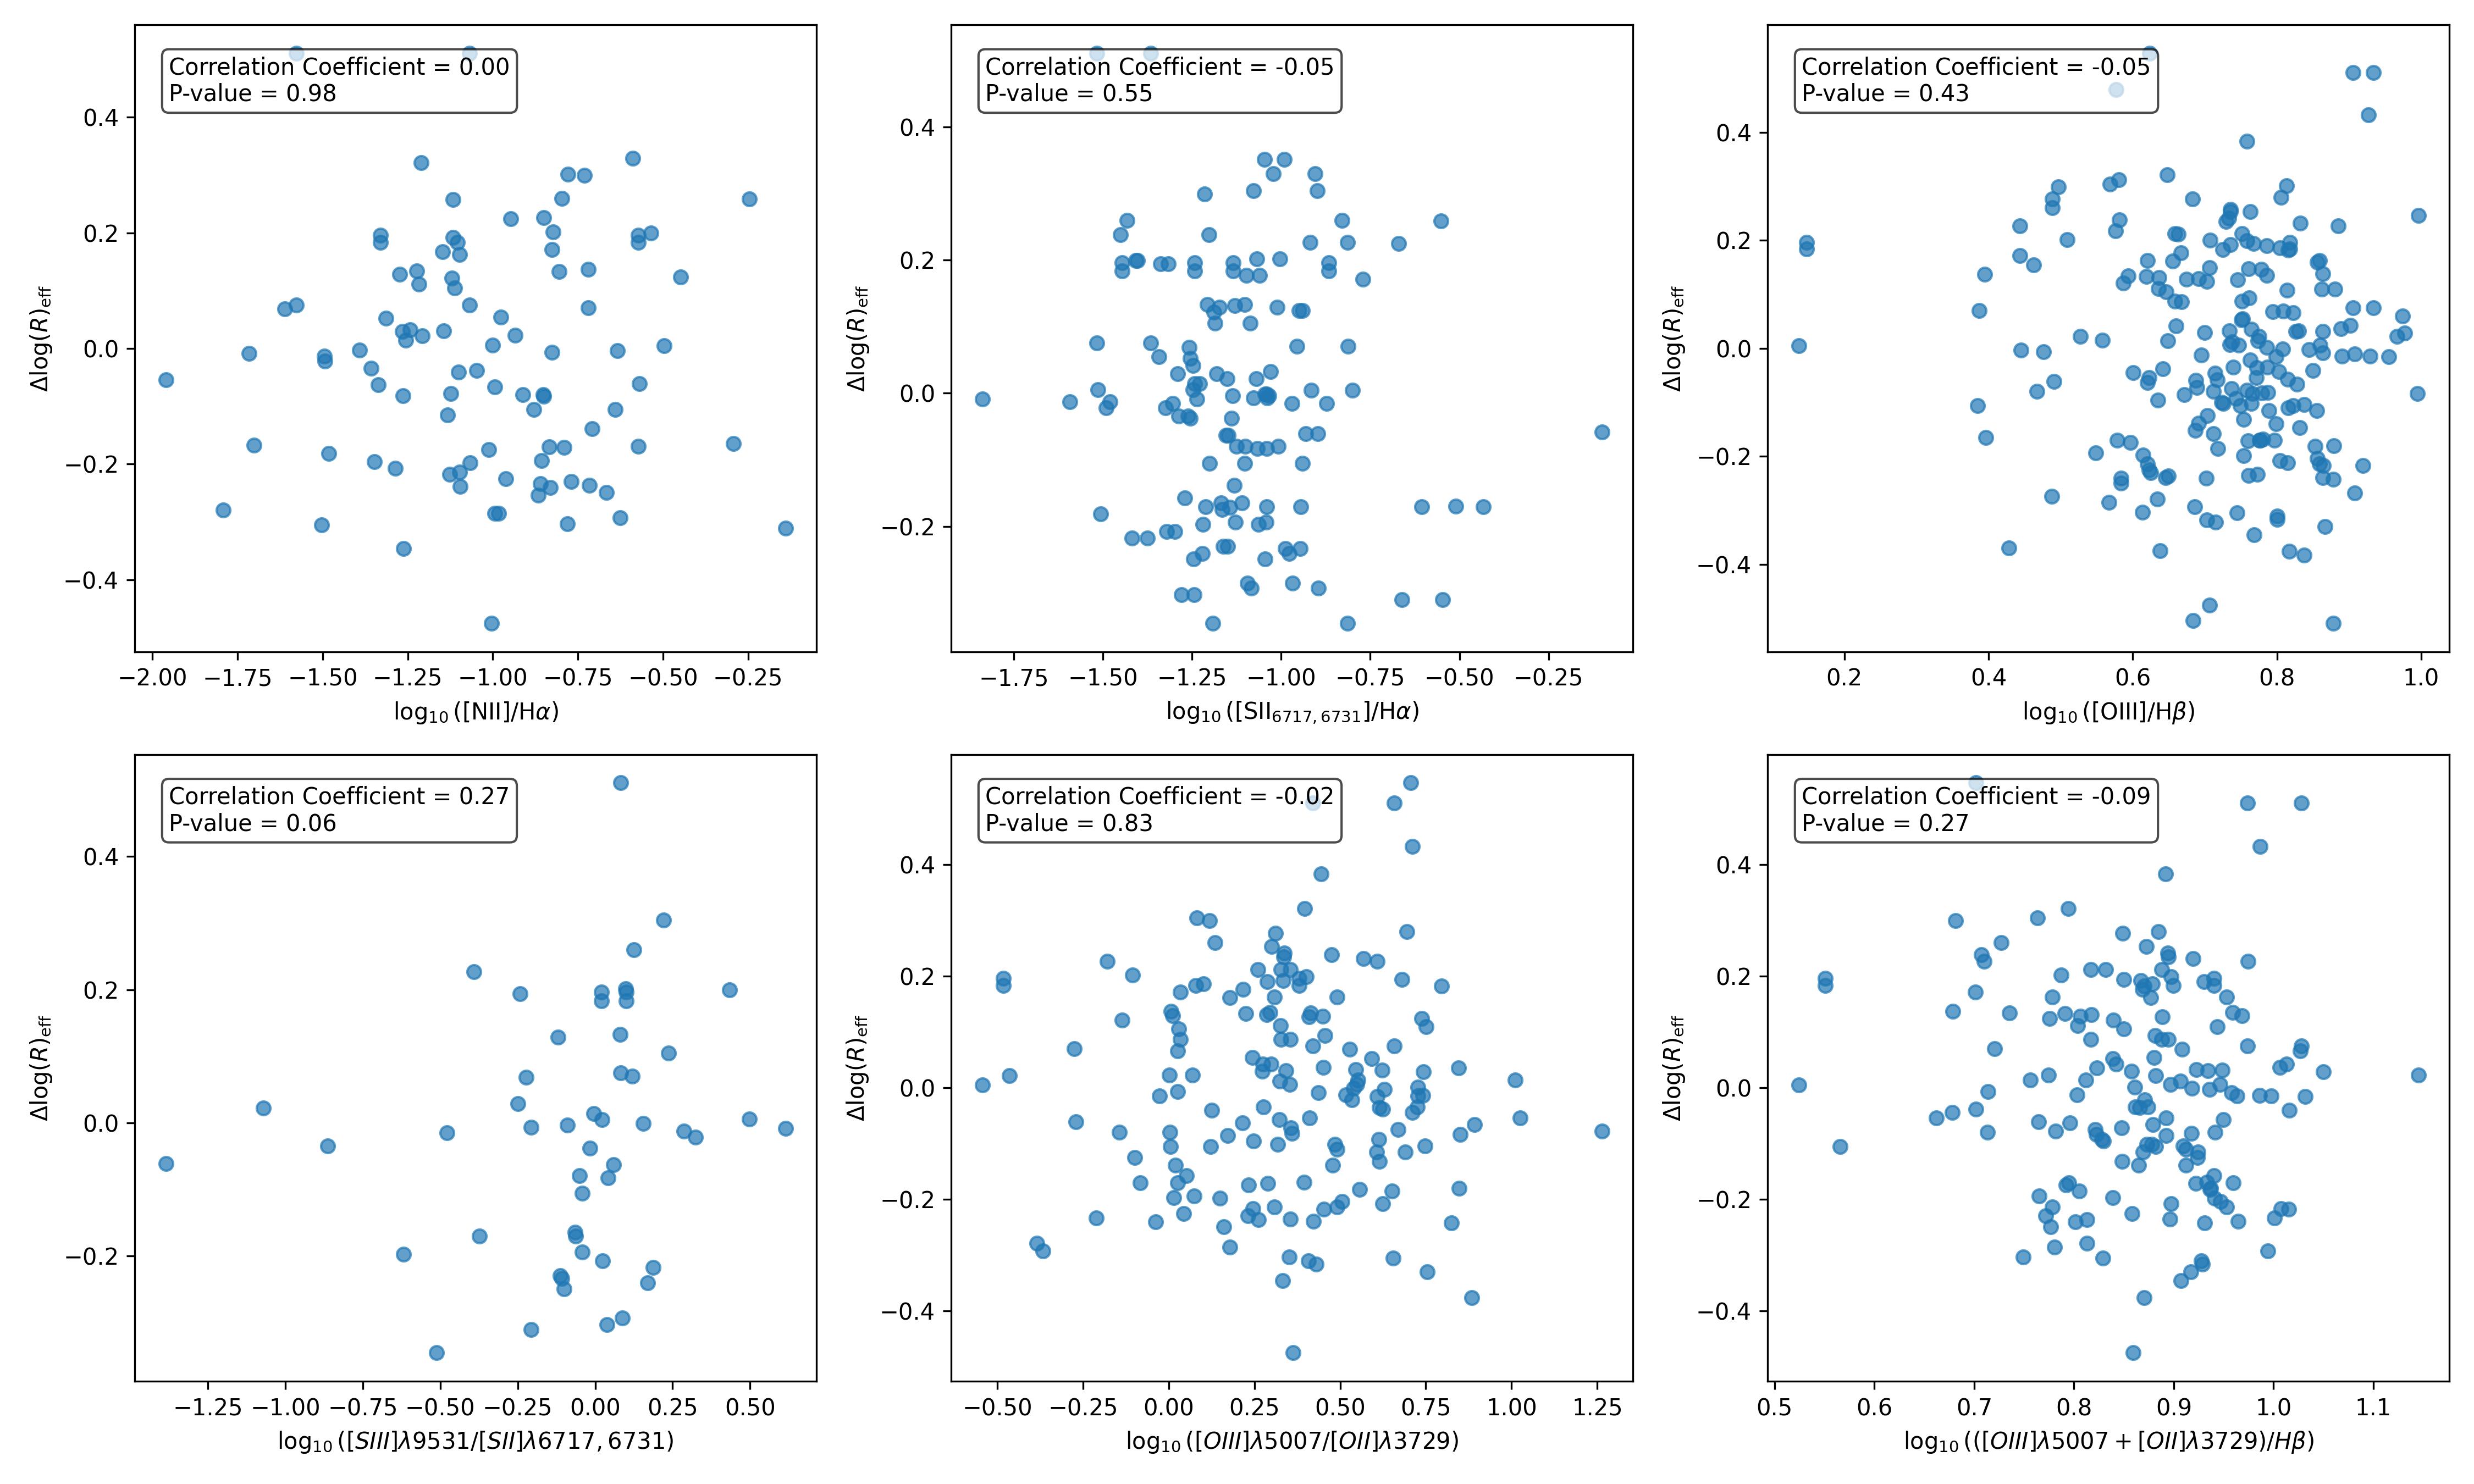 Correlation Coefficient = 0.00
P-value = 0.98
0.4
0.2
0.0
−0.2
−0.4
Δlog(R)eff
−2.00 −1.75 −1.50 −1.25 −1.00 −0.75 −0.50 −0.25
log10 ([NII]/Hα)
Correlation Coefficient = -0.05
P-value = 0.55
0.4
0.2
0.0
−0.2
Δlog(R)eff
−1.75 −1.50 −1.25 −1.00 −0.75 −0.50 −0.25
log10 ([SII6717, 6731]/Hα)
Correlation Coefficient = -0.05
P-value = 0.43
0.4
0.2
0.0
−0.2
−0.4
Δlog(R)eff
0.2 0.4 0.6 0.8 1.0
log10 ([OIII]/Hβ)
Correlation Coefficient = 0.27
P-value = 0.06
0.4
0.2
0.0
−0.2
Δlog(R)eff
−1.25 −1.00 −0.75 −0.50 −0.25 0.00 0.25 0.50
log10 ([SIII]λ9531/[SII]λ6717, 6731)
Correlation Coefficient = -0.02
P-value = 0.83
0.4
0.2
0.0
−0.2
−0.4
Δlog(R)eff
−0.50 −0.25 0.00 0.25 0.50 0.75 1.00 1.25
log10 ([OIII]λ5007/[OII]λ3729)
Correlation Coefficient = -0.09
P-value = 0.27
0.4
0.2
0.0
−0.2
−0.4
Δlog(R)eff
0.5 0.6 0.7 0.8 0.9 1.0 1.1
log10 (([OIII]λ5007 + [OII]λ3729)/Hβ)